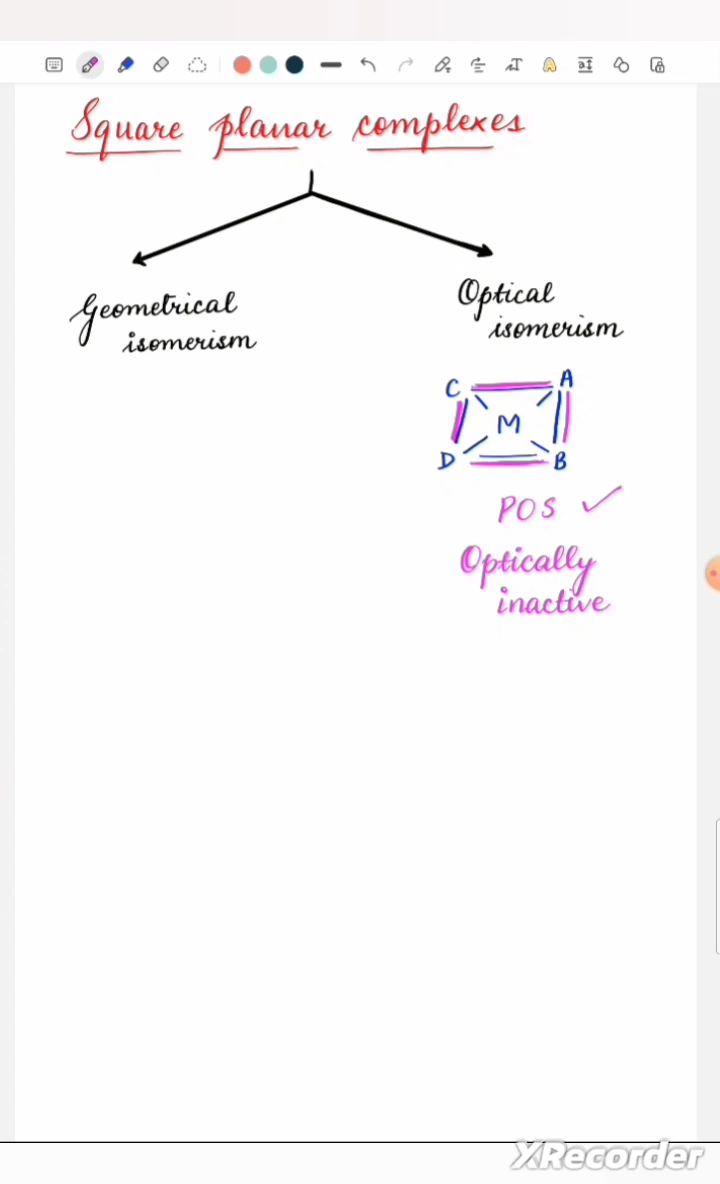 Square planar complexes
Geometrical
isomerism
Optical
isomerism
C A
M
D B
POS ✓
Optically
inactive
XRecorder